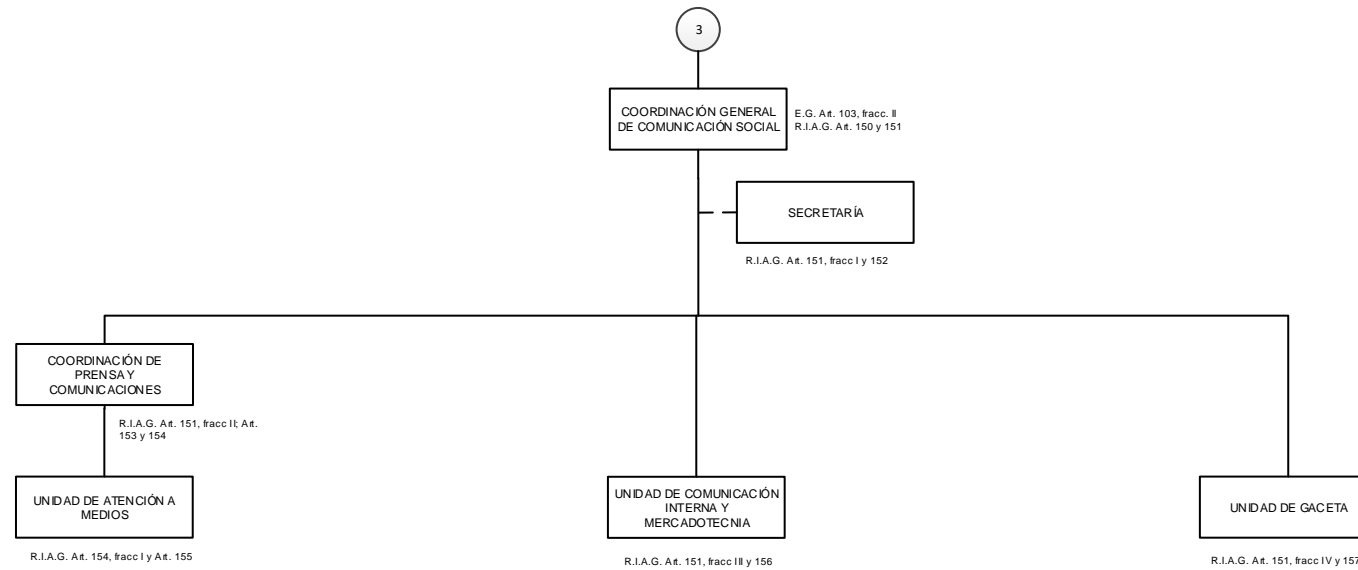 3
COORDINACIÓN GENERAL
DE COMUNICACIÓN SOCIAL
E.G. Art. 103, fracc. II
R.I.A.G. Art. 150 y 151
SECRETARÍA
R.I.A.G. Art. 151, fracc I y 152
COORDINACIÓN DE
PRENSA Y
COMUNICACIONES
R.I.A.G. Art. 151, fracc II; Art.
153 y 154
UNIDAD DE ATENCIÓN A
MEDIOS
R.I.A.G. Art. 154, fracc I y Art. 155
UNIDAD DE COMUNICACIÓN
INTERNA Y
MERCADOTECNIA
R.I.A.G. Art. 151, fracc III y 156
UNIDAD DE GACETA
R.I.A.G. Art. 151, fracc IV y 157